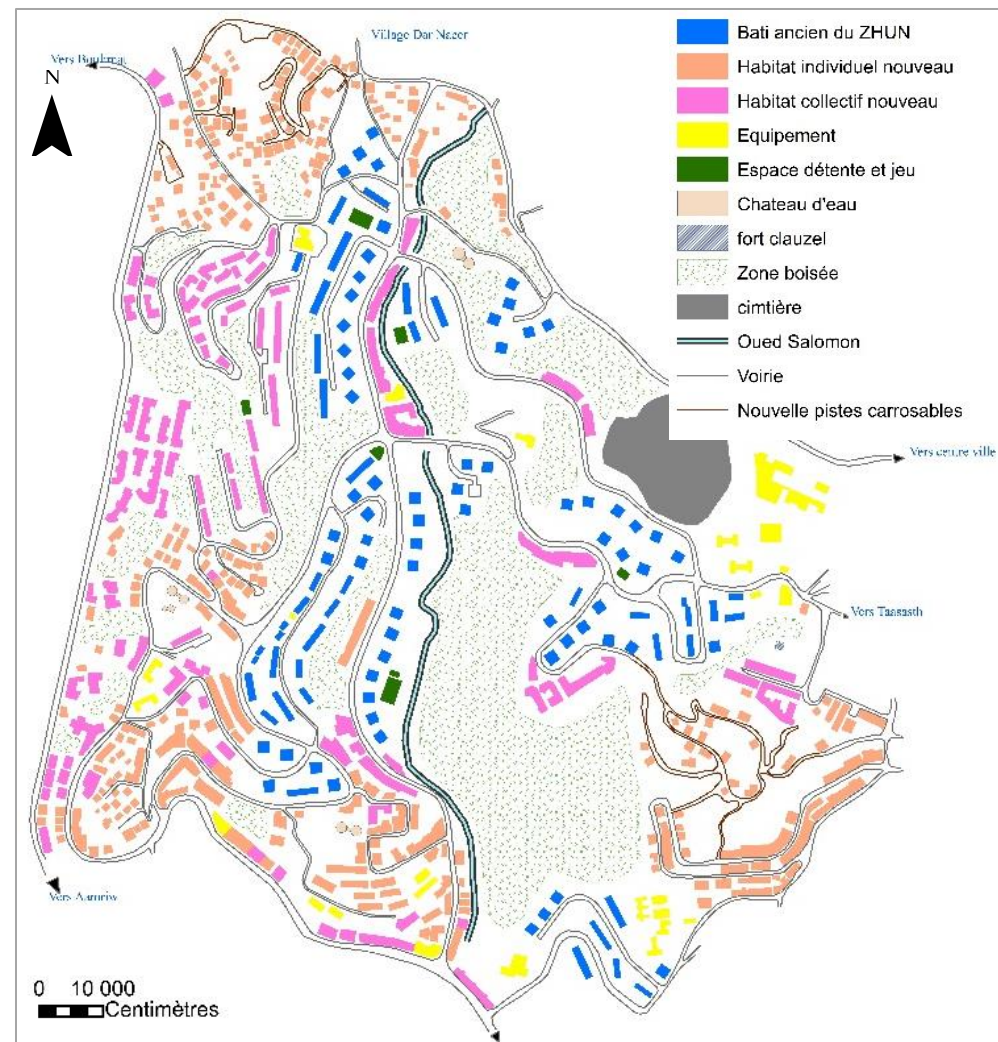 Village Dar Nacer
Vers Boukmat
N
Bati ancien du ZHUN
Habitat individuel nouveau
Habitat collectif nouveau
Equipement
Espace détente et jeu
Chateau d'eau
fort clauzel
Zone boisée
cimtière
Oued Salomon
Voirie
Nouvelle pistes carrosables
Vers centre ville
Vers Taasasth
Vers Aamriw
0 10 000
Centimètres